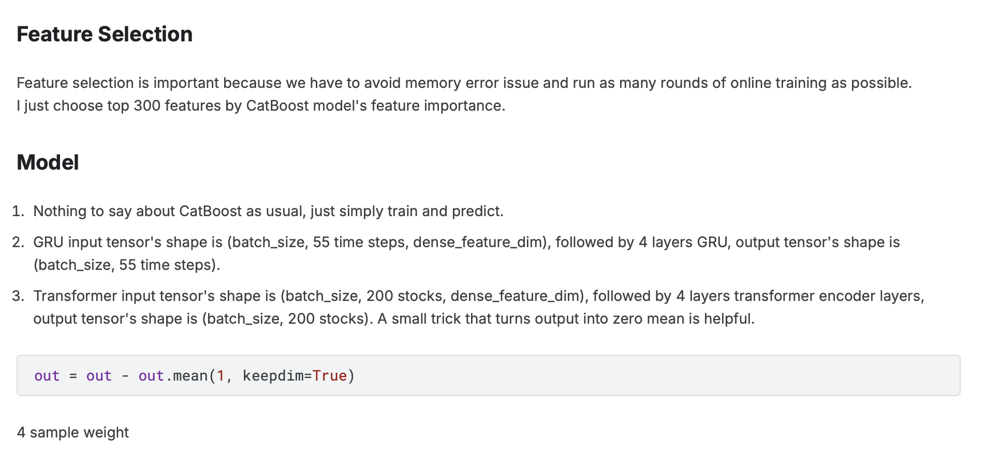 Feature Selection
Feature selection is important because we have to avoid memory error issue and run as many rounds of online training as possible.
I just choose top 300 features by CatBoost model's feature importance.
Model
1. Nothing to say about CatBoost as usual, just simply train and predict.
2. GRU input tensor's shape is (batch_size, 55 time steps, dense_feature_dim), followed by 4 layers GRU, output tensor's shape is
(batch_size, 55 time steps).
3. Transformer input tensor's shape is (batch_size, 200 stocks, dense_feature_dim), followed by 4 layers transformer encoder layers,
output tensor's shape is (batch_size, 200 stocks). A small trick that turns output into zero mean is helpful.
out = out - out.mean(1, keepdim=True)
4 sample weight